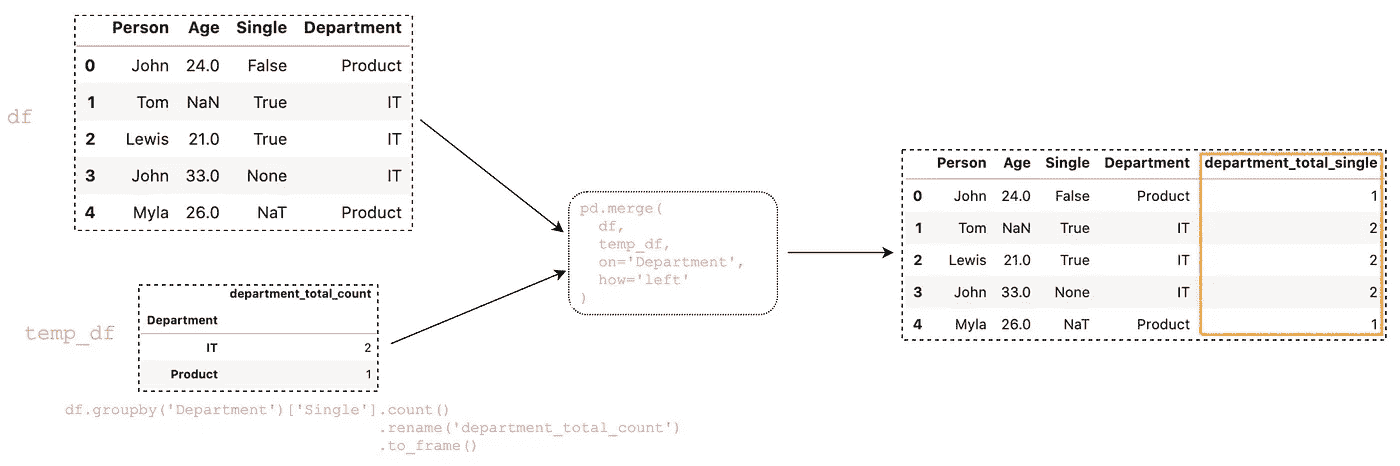 Person Age Single Department
0 John 24.0 False Product
1 Tom NaN True IT
2 Lewis 21.0 True IT
3 John 33.0 None IT
4 Myla 26.0 NaT Product
df
department_total_count
Department
IT 2
Product 1
temp_df
df.groupby('Department')['Single'].count()
.rename('department_total_count')
.to_frame()
pd.merge(
df,
temp_df,
on='Department',
how='left'
)
Person Age Single Department department_total_single
0 John 24.0 False Product 1
1 Tom NaN True IT 2
2 Lewis 21.0 True IT 2
3 John 33.0 None IT 2
4 Myla 26.0 NaT Product 1